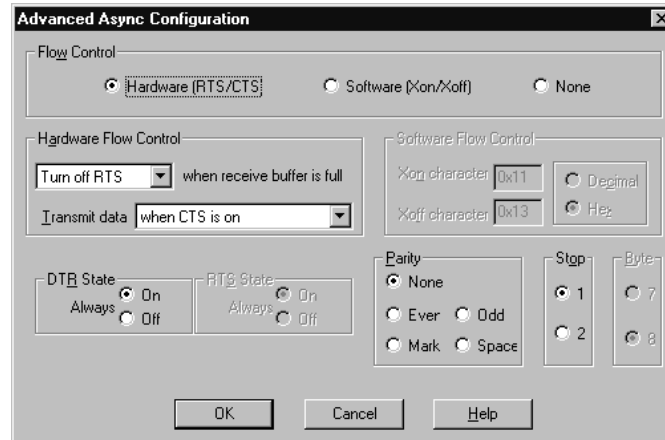 Advanced Async Configuration
Flow Control
Hardware (RTS/CTS
Software (Xon/Xoff)
None
Hardware Flow Control
Turn off RTS when receive buffer is full
Transmit data when CTS is on
Software Flow Control
Xon character 0x11
Xoff character 0x13
Decimal
Hex
DTR State
Always On
Off
RTS State
Always On
Off
Parity
None
Ever Odd
Mark Space
Stop
1
2
Byte
7
8
OK Cancel Help